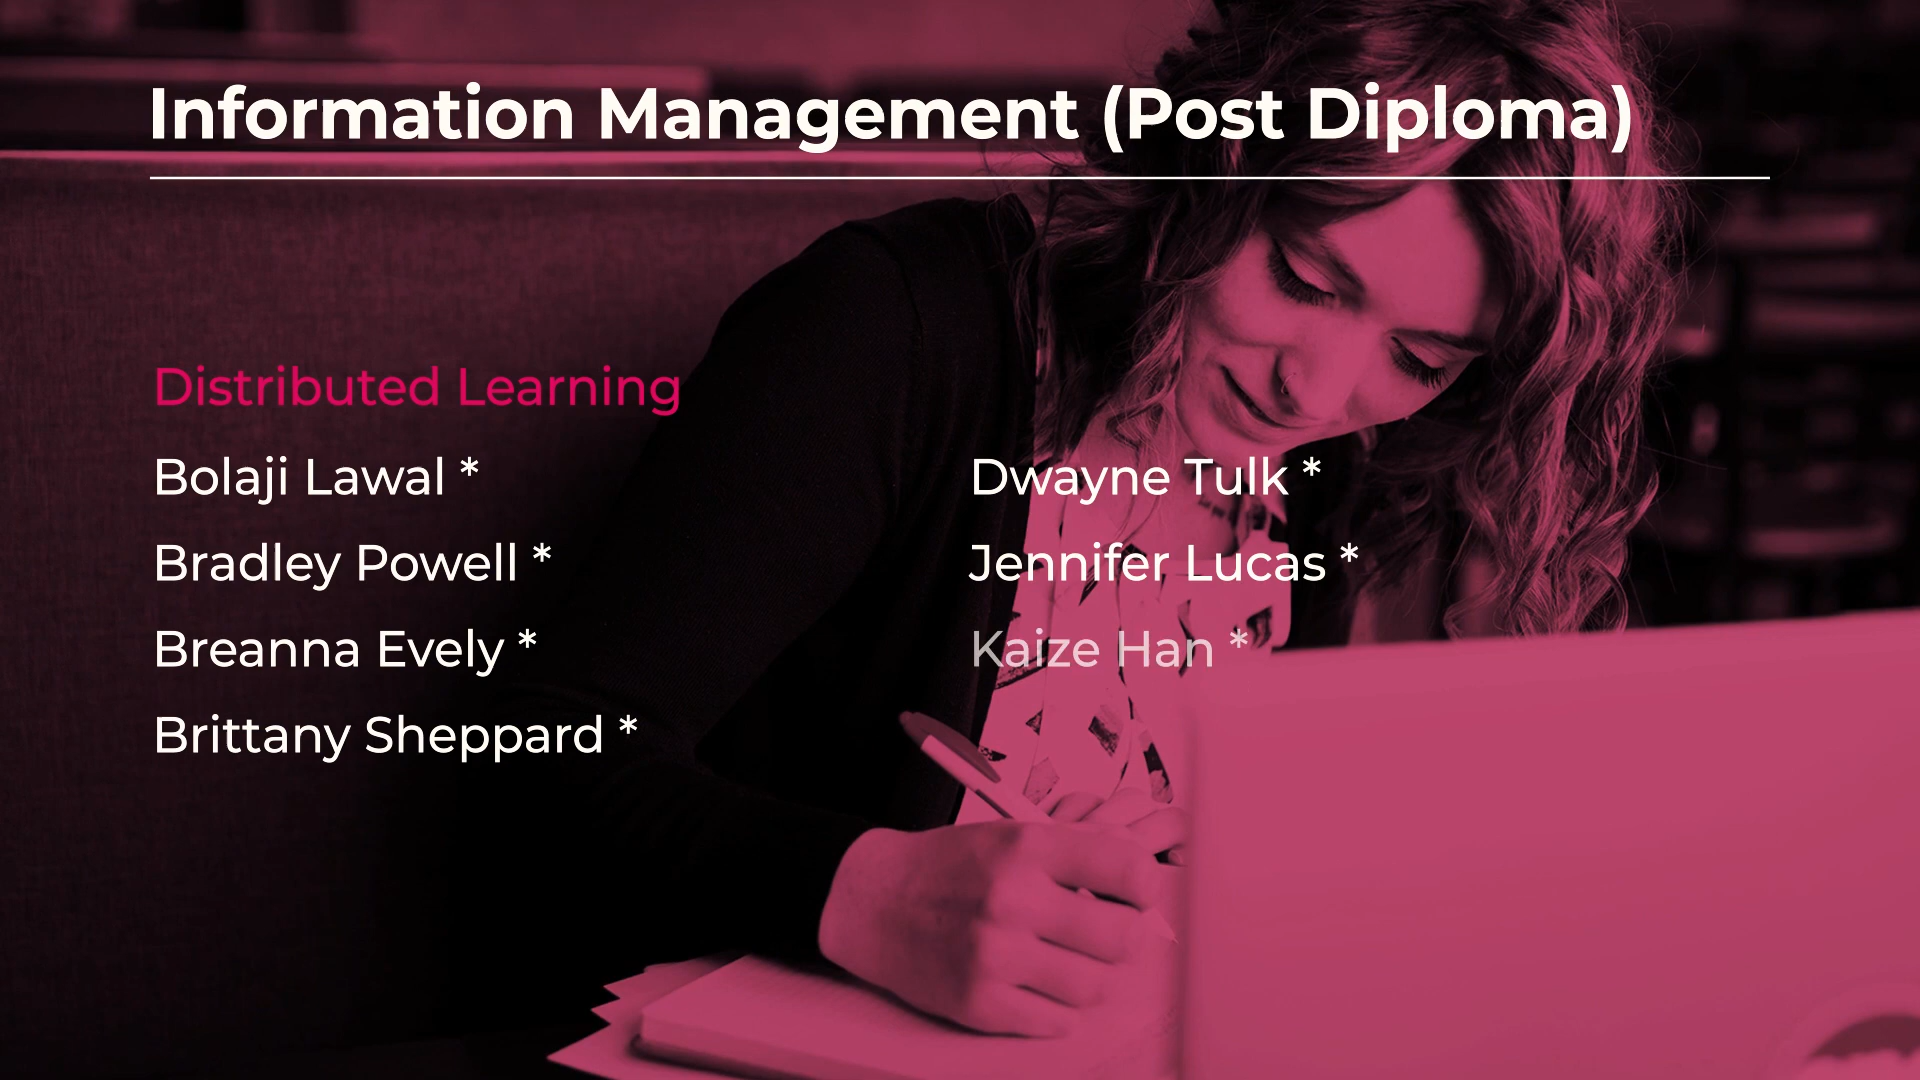 Information Management (Post Diploma)
Distributed Learning
Bolaji Lawal *
Bradley Powell *
Breanna Evely *
Brittany Sheppard *
Dwayne Tulk *
Jennifer Lucas *
Kaize Han *